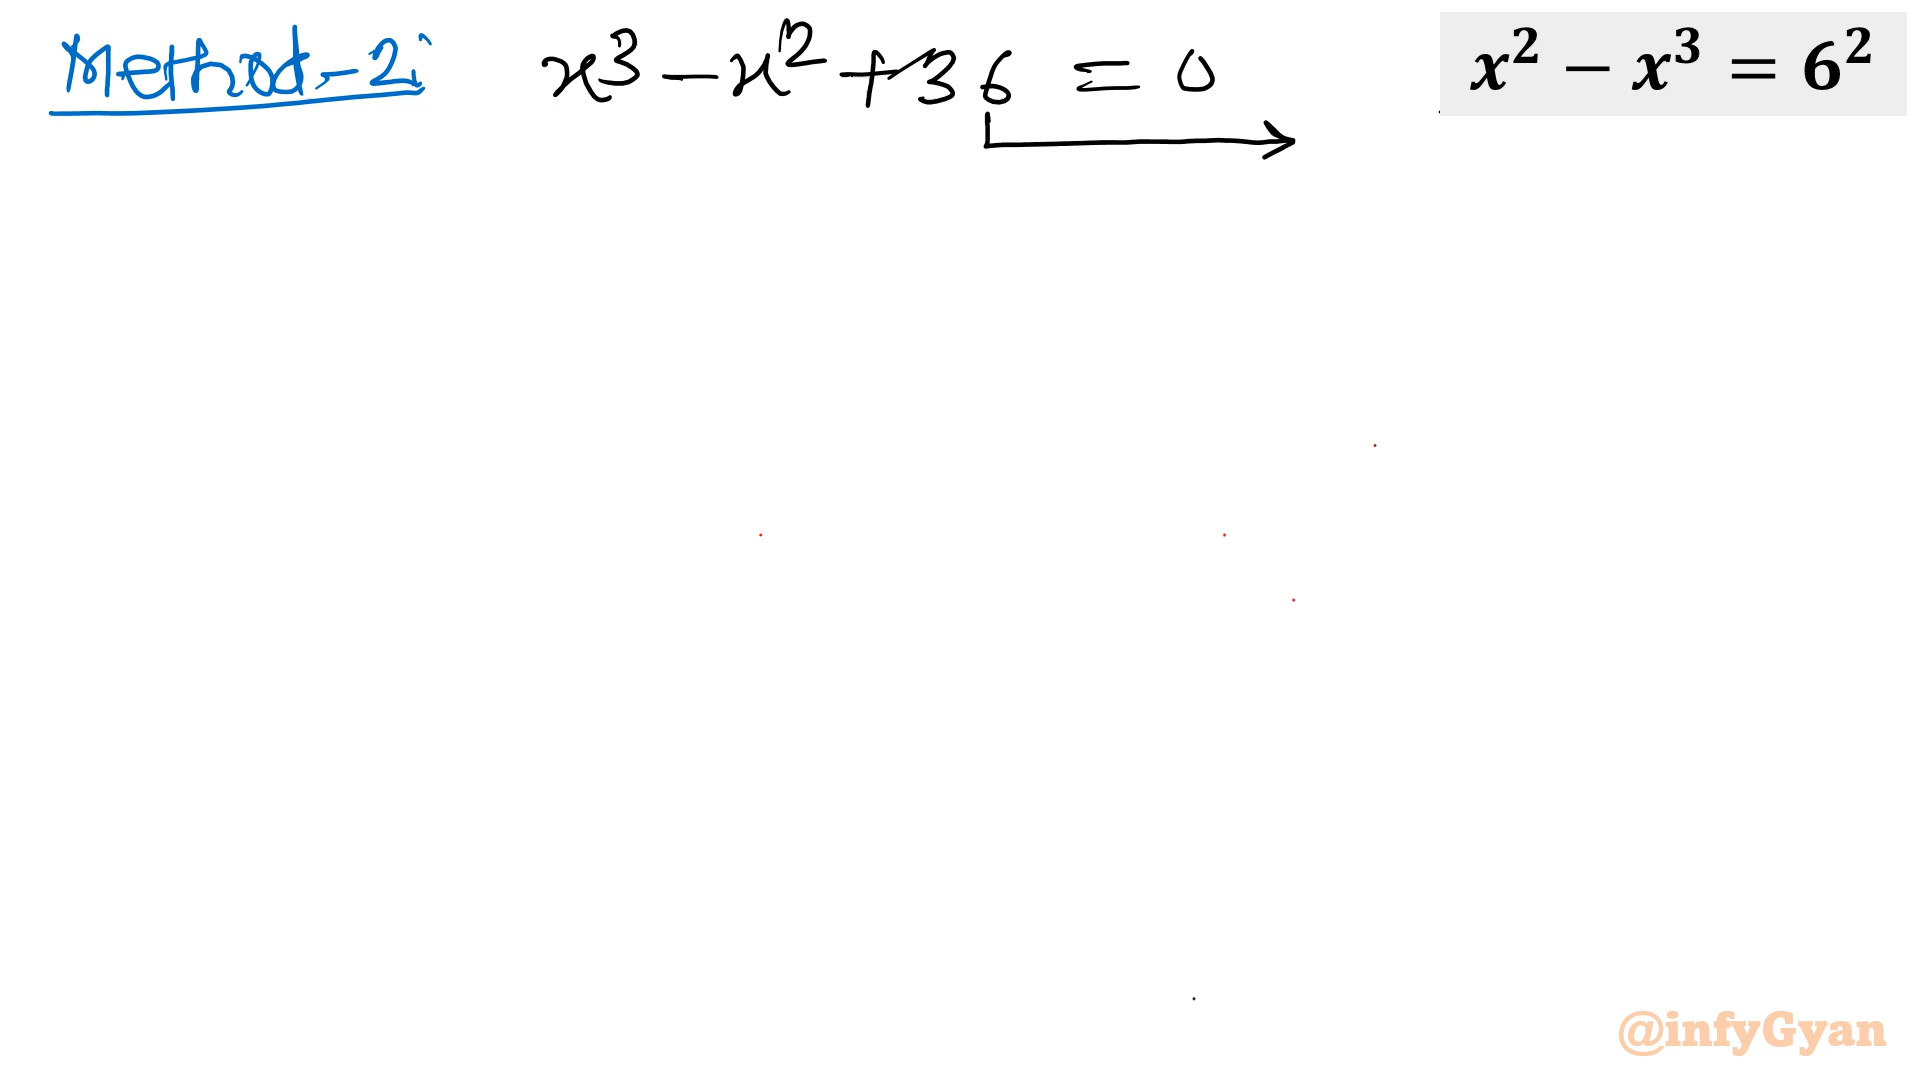 Method-2: x³ - x² + 36 = 0
x² − x³ = 6²
@infyGyan